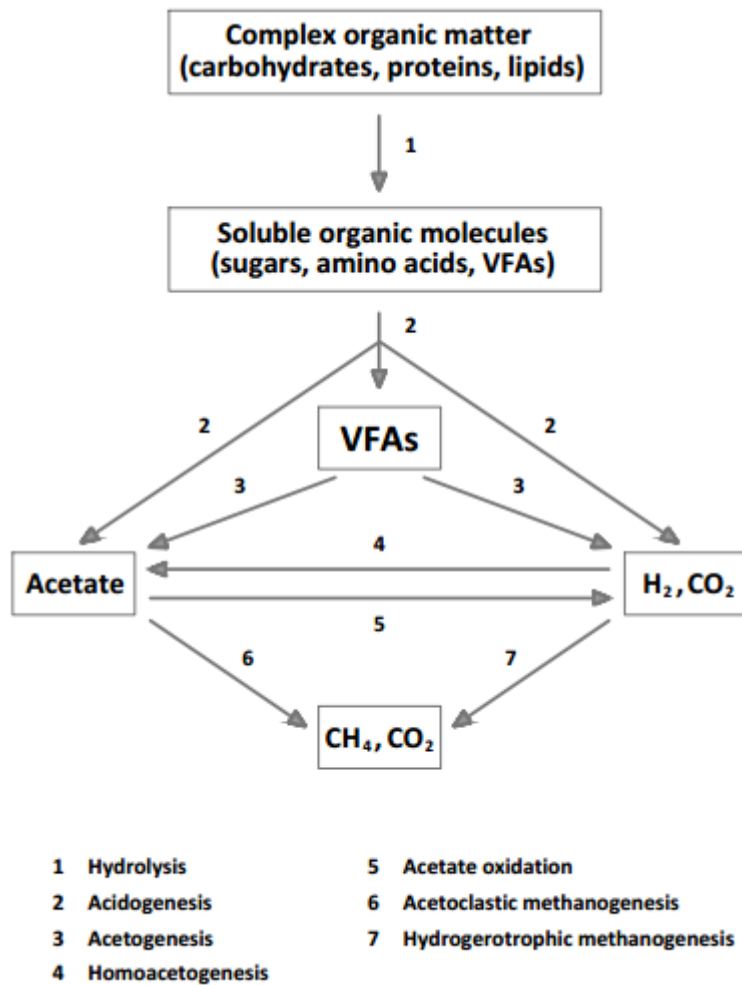 Complex organic matter
(carbohydrates, proteins, lipids)
1
Soluble organic molecules
(sugars, amino acids, VFAs)
2
2
VFAs
2
3
3
Acetate
4
H₂, CO₂
5
6
7
CH₄, CO₂
1 Hydrolysis
2 Acidogenesis
3 Acetogenesis
4 Homoacetogenesis
5 Acetate oxidation
6 Acetoclastic methanogenesis
7 Hydrogerotrophic methanogenesis